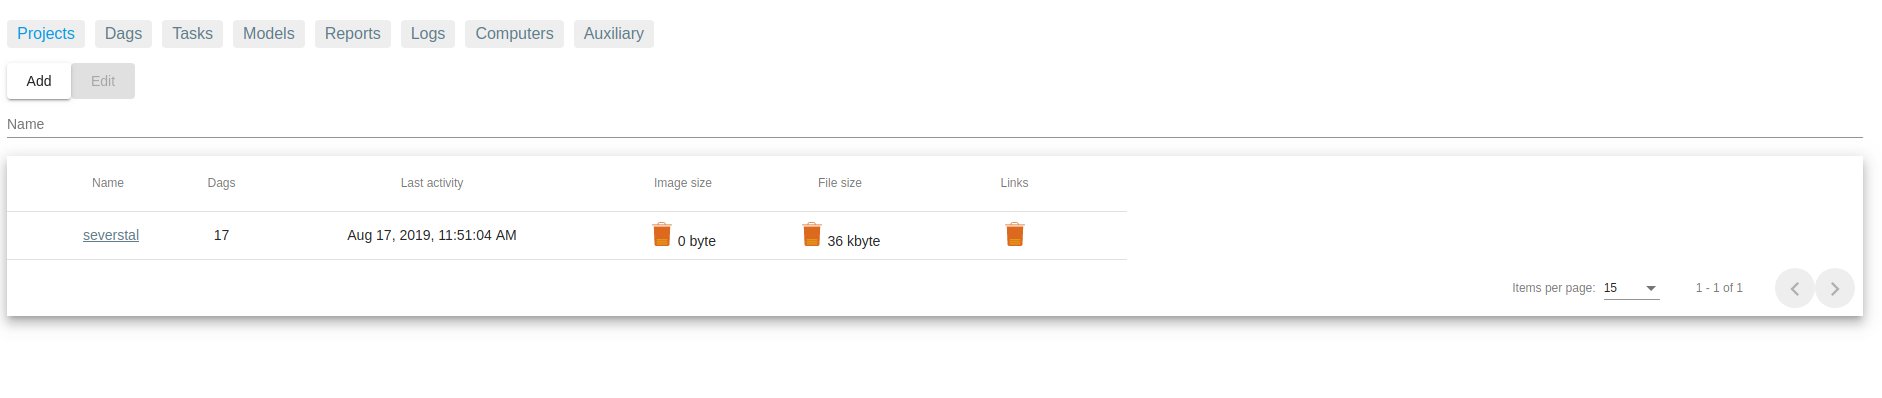 Projects Dags Tasks Models Reports Logs Computers Auxiliary
Add Edit
Name
Name Dags Last activity Image size File size Links
severstal 17 Aug 17, 2019, 11:51:04 AM 0 byte 36 kbyte
Items per page: 15 1 - 1 of 1